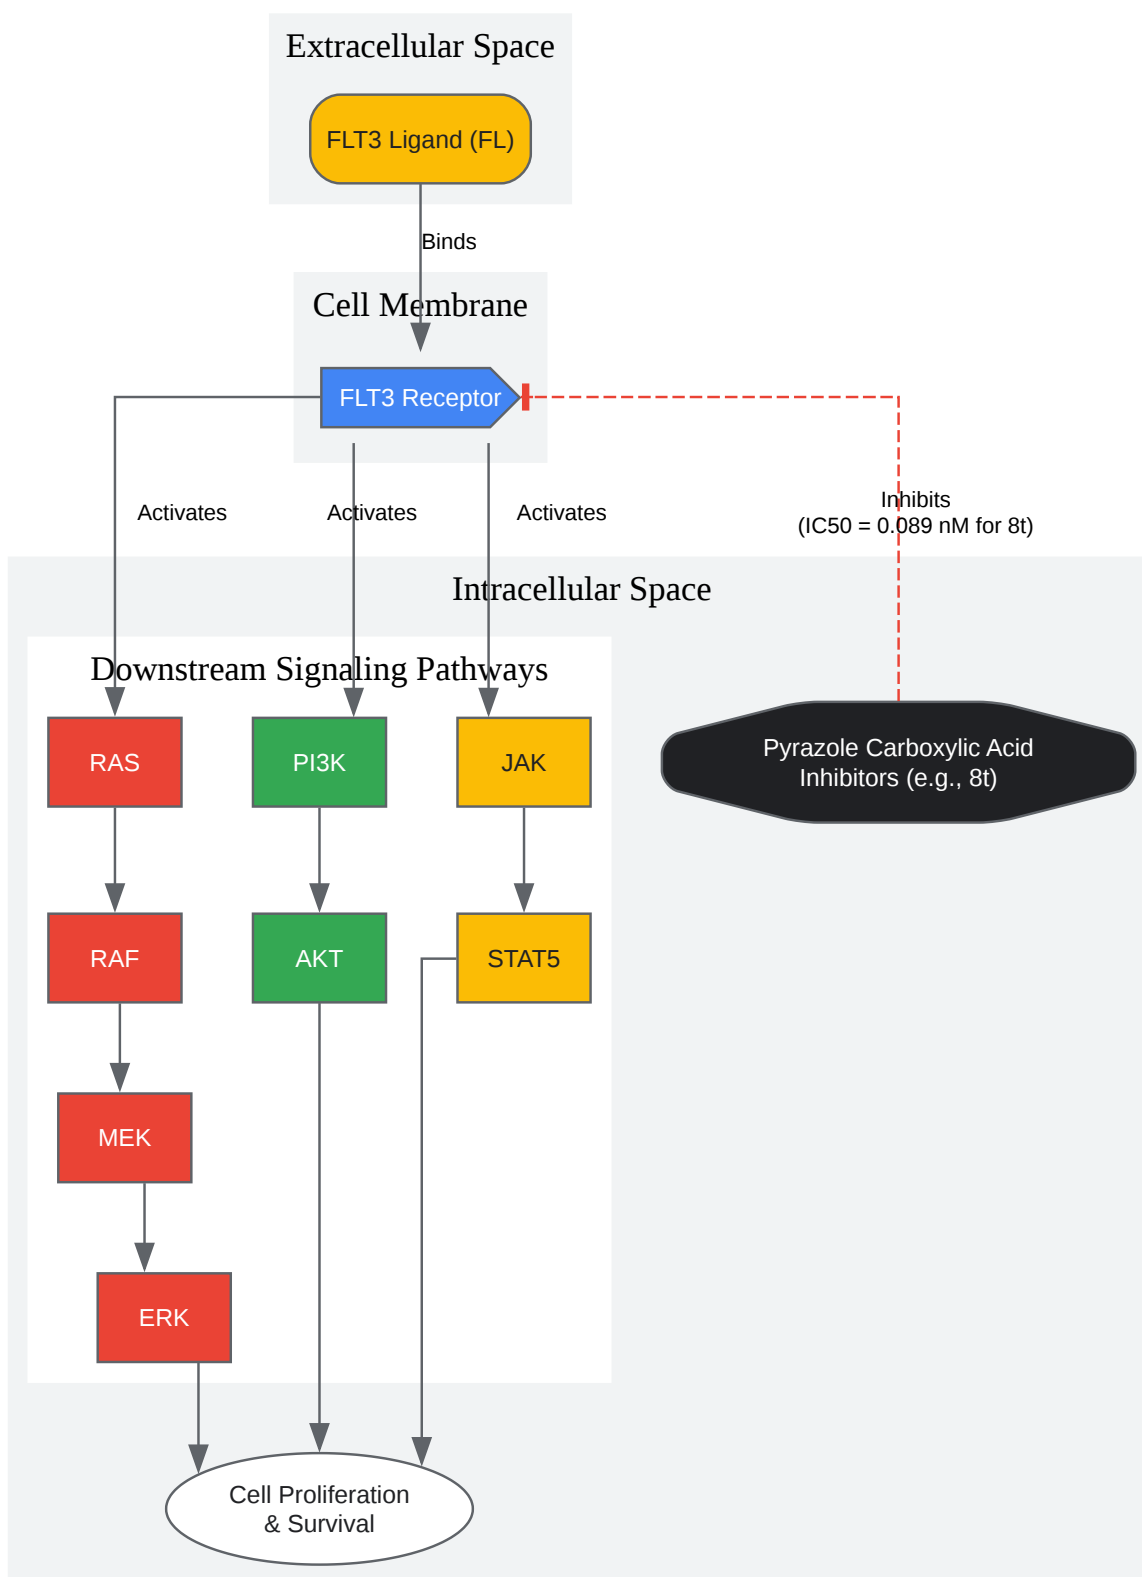 Extracellular Space
FLT3 Ligand (FL)
Binds
Cell Membrane
FLT3 Receptor
Activates
Activates
Activates
Inhibits
(IC50 = 0.089 nM for 8t)
Intracellular Space
Downstream Signaling Pathways
RAS
PI3K
JAK
Pyrazole Carboxylic Acid
Inhibitors (e.g., 8t)
RAF
AKT
STAT5
MEK
ERK
Cell Proliferation
& Survival